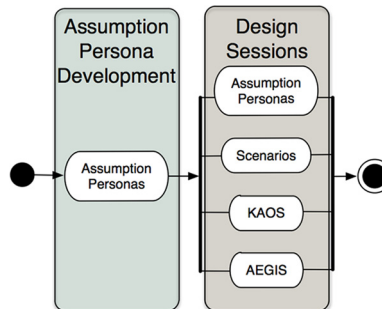 Assumption
Persona
Development
Assumption
Personas
Design
Sessions
Assumption
Personas
Scenarios
KAOS
AEGIS